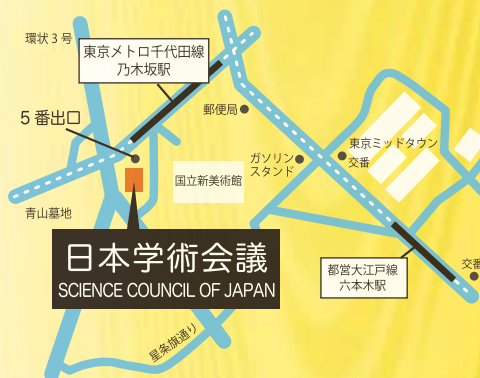 環状3号
東京メトロ千代田線
乃木坂駅
5番出口
郵便局
ガソリン
スタンド
東京ミッドタウン
交番
国立新美術館
青山墓地
日本学術会議
SCIENCE COUNCIL OF JAPAN
都営大江戸線
六本木駅
交番
星条旗通り